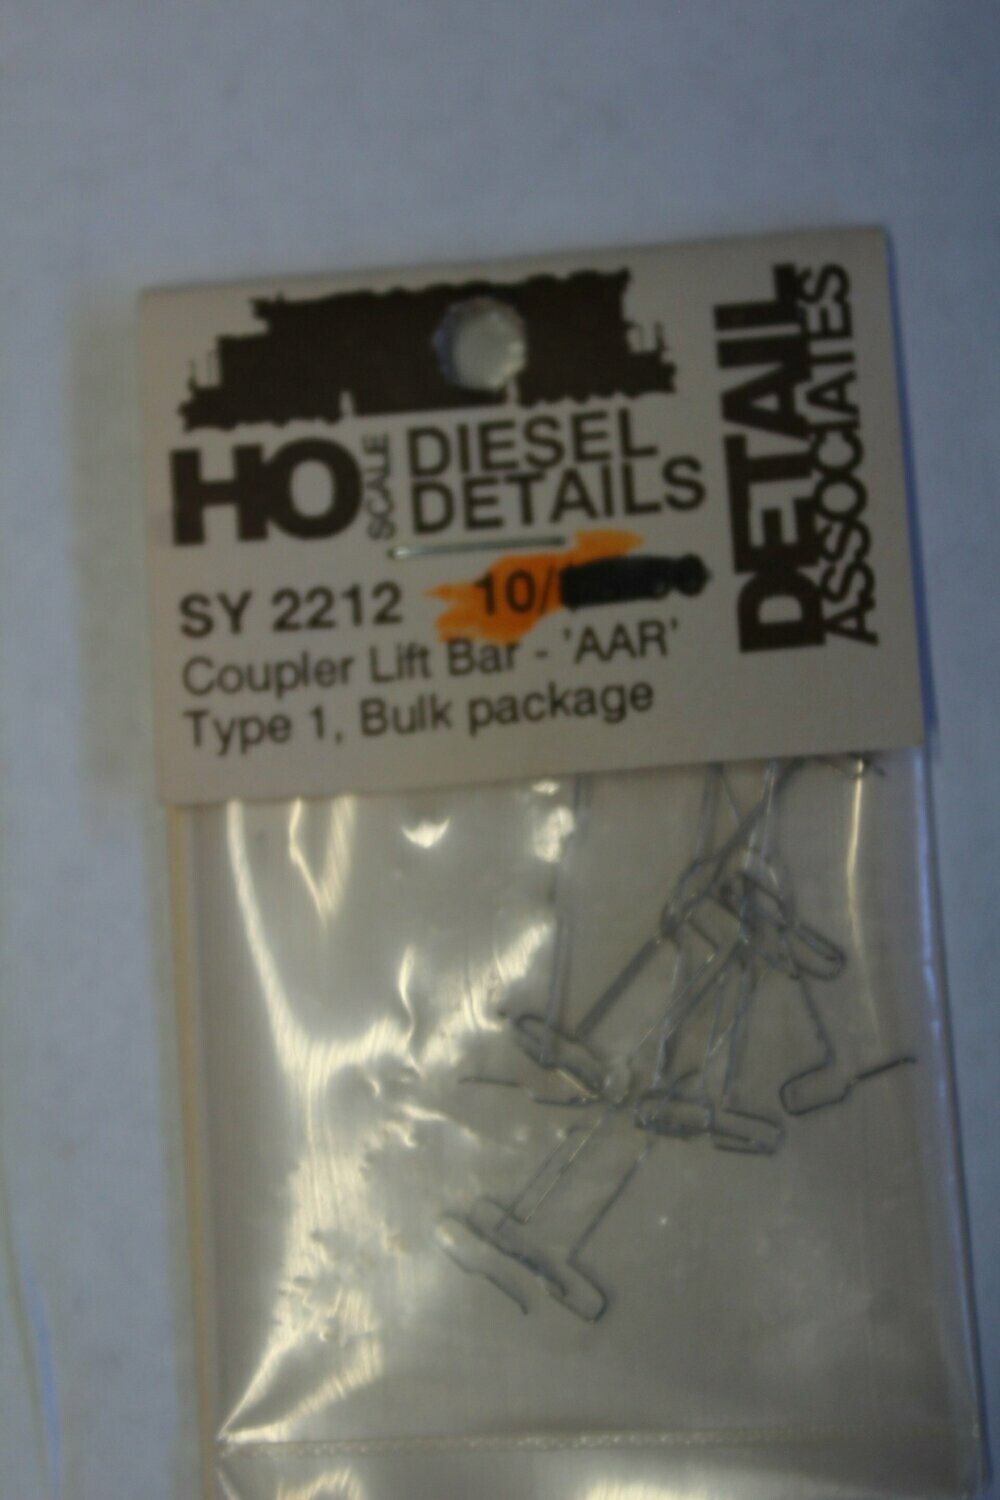 HO SCALE DIESEL DETAILS
DETAIL ASSOCIATES
SY 2212 10/
Coupler Lift Bar - 'AAR'
Type 1, Bulk package